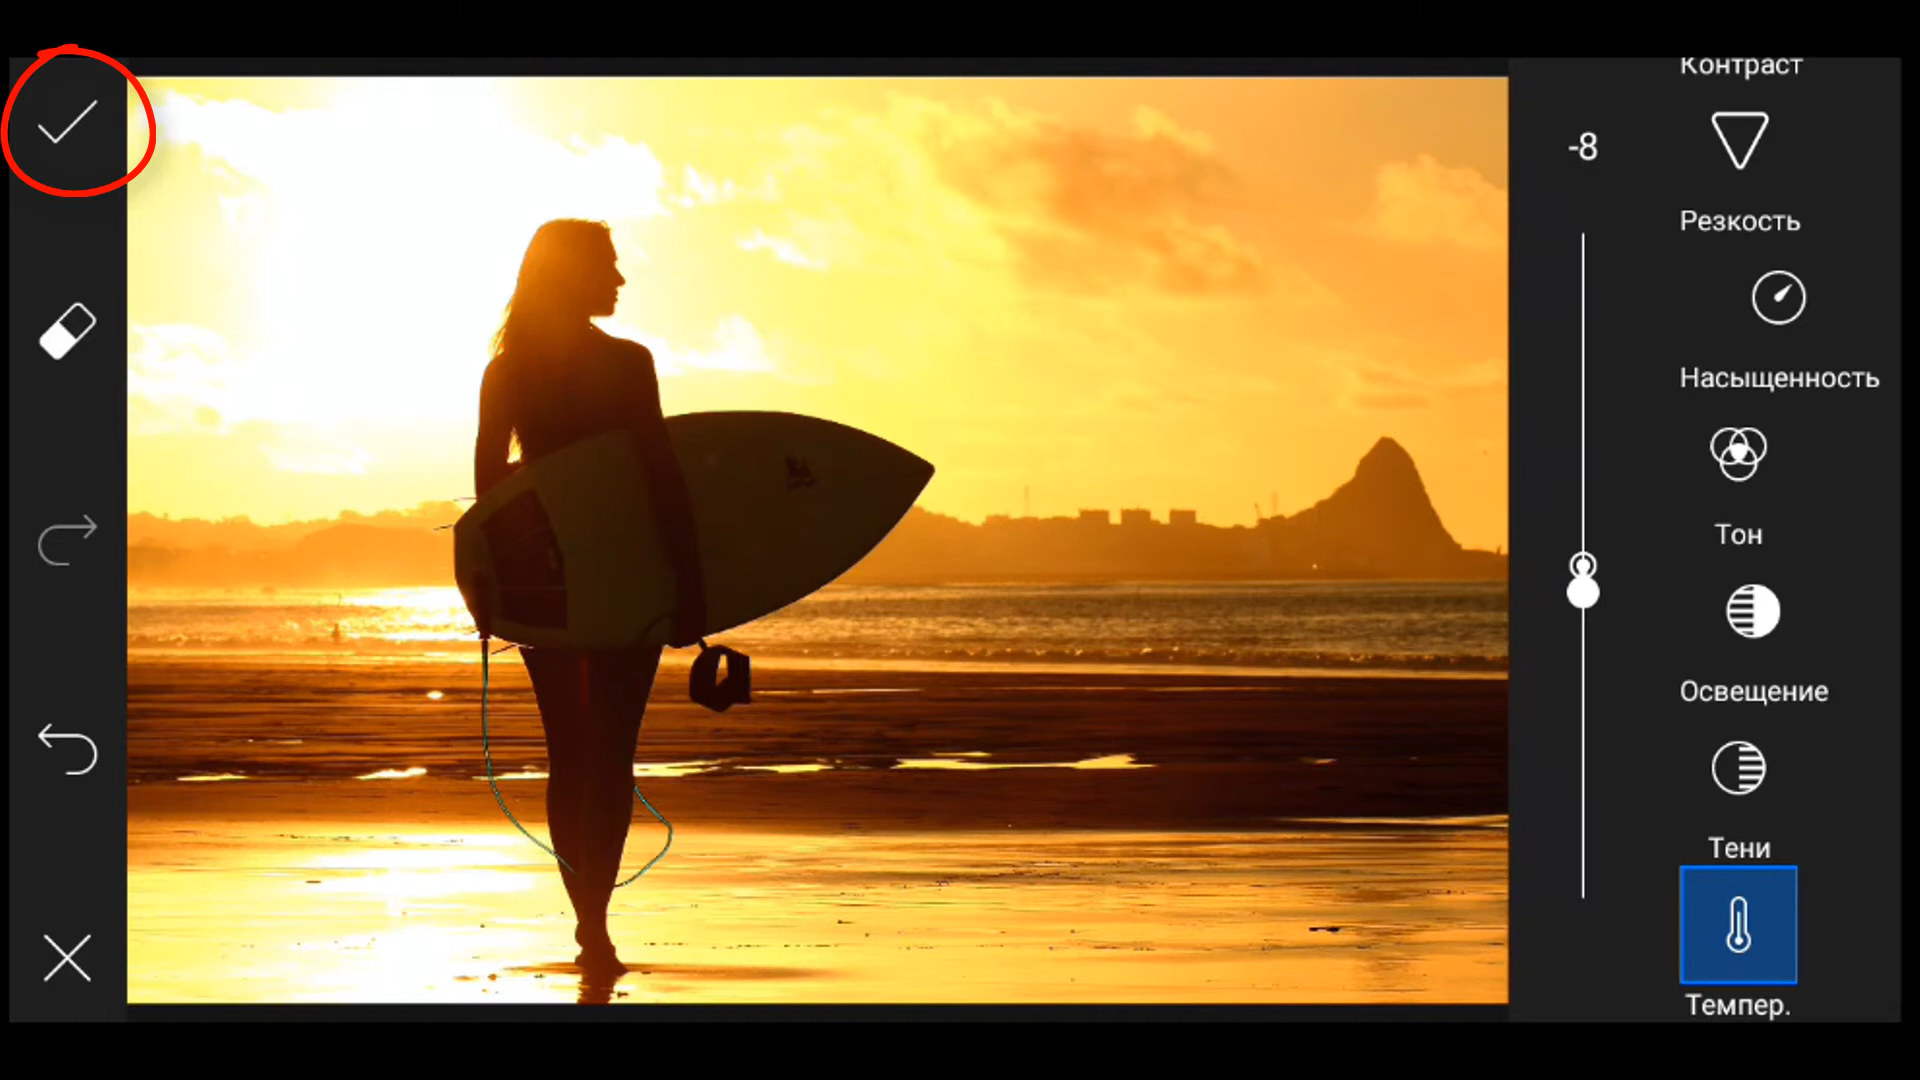 Контраст
-8
Резкость
Насыщенность
Тон
Освещение
Тени
Темпер.